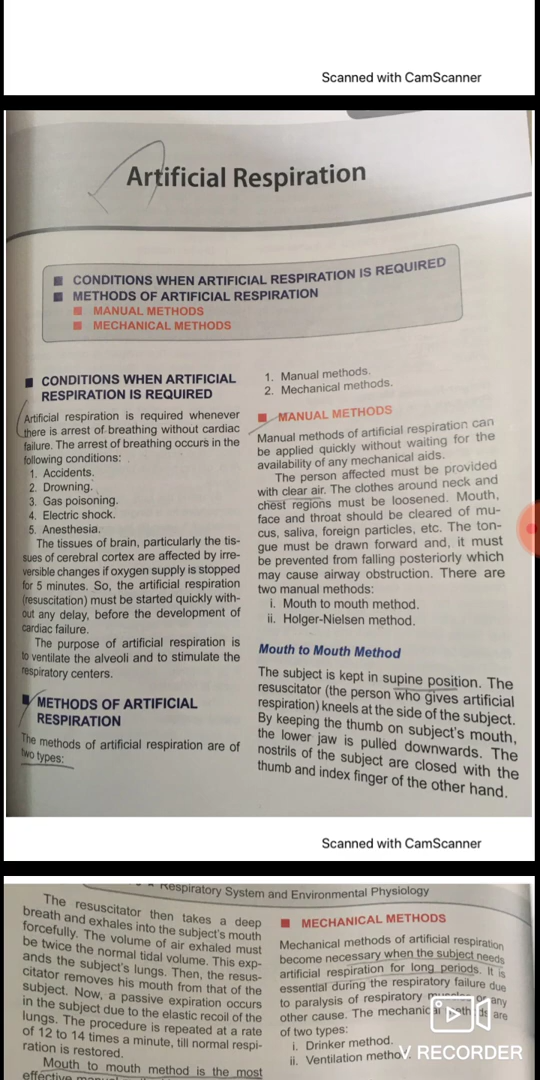 Scanned with CamScanner
Artificial Respiration
CONDITIONS WHEN ARTIFICIAL RESPIRATION IS REQUIRED
METHODS OF ARTIFICIAL RESPIRATION
MANUAL METHODS
MECHANICAL METHODS
CONDITIONS WHEN ARTIFICIAL
RESPIRATION IS REQUIRED
Artificial respiration is required whenever
there is arrest of breathing without cardiac
failure. The arrest of breathing occurs in the
following conditions:
1. Accidents.
2. Drowning.
3. Gas poisoning.
4. Electric shock.
5. Anesthesia.
The tissues of brain, particularly the tis-
sues of cerebral cortex are affected by irre-
versible changes if oxygen supply is stopped
for 5 minutes. So, the artificial respiration
(resuscitation) must be started quickly with-
out any delay, before the development of
cardiac failure.
The purpose of artificial respiration is
to ventilate the alveoli and to stimulate the
respiratory centers.
METHODS OF ARTIFICIAL
RESPIRATION
The methods of artificial respiration are of
two types:
1. Manual methods.
2. Mechanical methods.
MANUAL METHODS
Manual methods of artificial respiration can
be applied quickly without waiting for the
availability of any mechanical aids.
The person affected must be provided
with clear air. The clothes around neck and
chest regions must be loosened. Mouth,
face and throat should be cleared of mu-
cus, saliva, foreign particles, etc. The ton-
gue must be drawn forward and, it must
be prevented from falling posteriorly which
may cause airway obstruction. There are
two manual methods:
i. Mouth to mouth method.
ii. Holger-Nielsen method.
Mouth to Mouth Method
The subject is kept in supine position. The
resuscitator (the person who gives artificial
respiration) kneels at the side of the subject.
By keeping the thumb on subject's mouth,
the lower jaw is pulled downwards. The
nostrils of the subject are closed with the
thumb and index finger of the other hand.
Scanned with CamScanner
Respiratory System and Environmental Physiology
The resuscitator then takes a deep
breath and exhales into the subject's mouth
forcefully. The volume of air exhaled must
be twice the normal tidal volume. This exp-
ands the subject's lungs. Then, the resus-
citator removes his mouth from that of the
subject. Now, a passive expiration occurs
in the subject due to the elastic recoil of the
lungs. The procedure is repeated at a rate
of 12 to 14 times a minute, till normal respi-
ration is restored.
Mouth to mouth method is the most
effective
MECHANICAL METHODS
Mechanical methods of artificial respiration
become necessary when the subject needs
artificial respiration for long periods. It is
essential during the respiratory failure due
to paralysis of respiratory any
other cause. The mechanical are
of two types:
i. Drinker method.
ii. Ventilation
V RECORDER